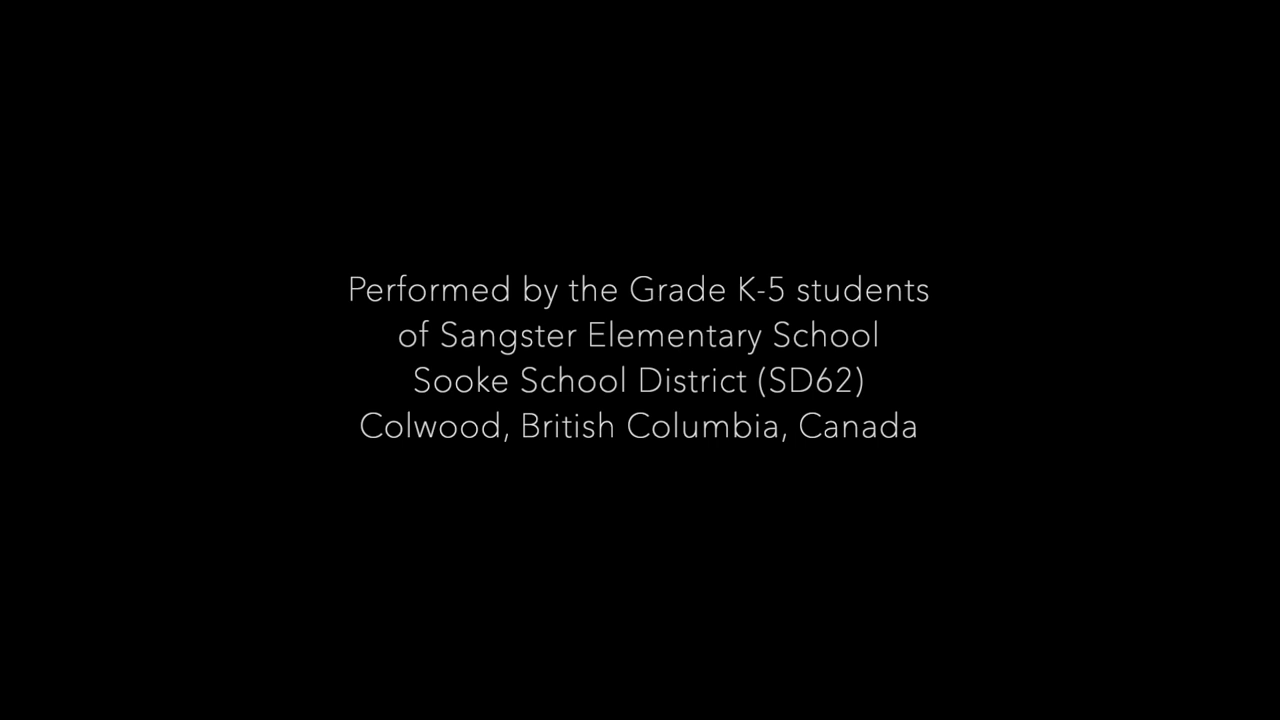 Performed by the Grade K-5 students
of Sangster Elementary School
Sooke School District (SD62)
Colwood, British Columbia, Canada